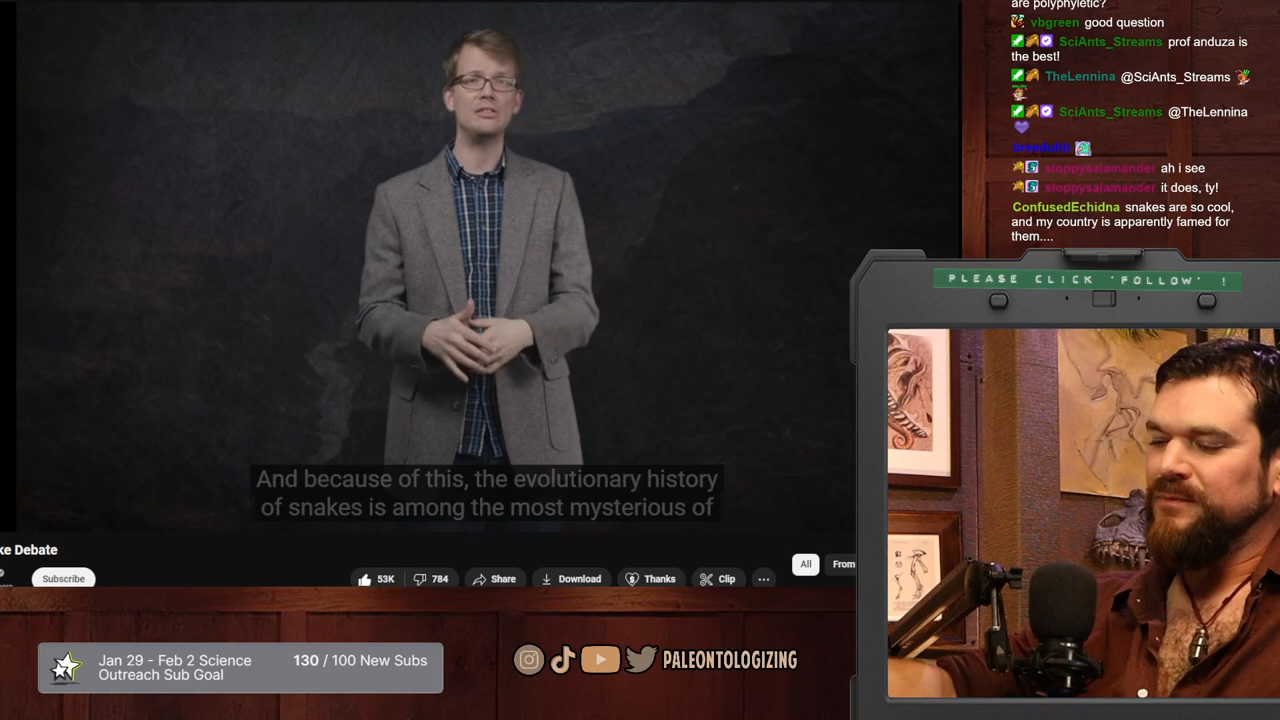 are polyphyletic?
vbgreen good question
SciAnts_Streams prof anduza is
the best!
TheLennina @SciAnts_Streams
SciAnts_Streams @TheLennina
sloppysalamander ah i see
sloppysalamander it does, ty!
ConfusedEchidna snakes are so cool,
and my country is apparently famed for
them....
PLEASE CLICK 'FOLLOW' !
And because of this, the evolutionary history
of snakes is among the most mysterious of
ke Debate
Subscribe
53K
784
Share
Download
Thanks
Clip
...
All
From
Jan 29 - Feb 2 Science
Outreach Sub Goal
130 / 100 New Subs
PALEONTOLOGIZING